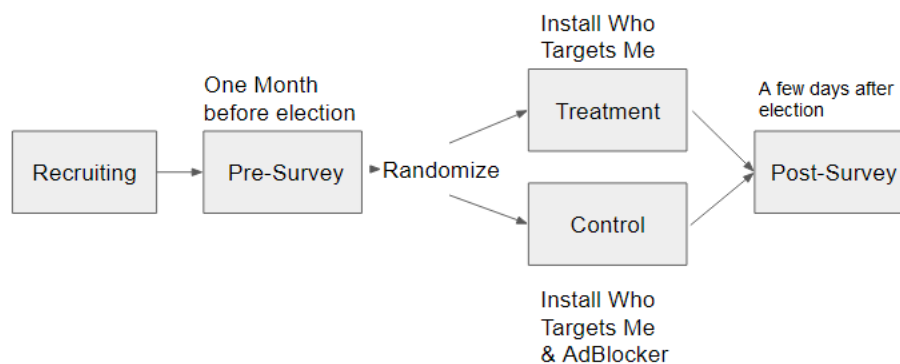 Recruiting
One Month
before election
Pre-Survey
Randomize
Install Who
Targets Me
Treatment
Control
Install Who
Targets Me
& AdBlocker
A few days after
election
Post-Survey